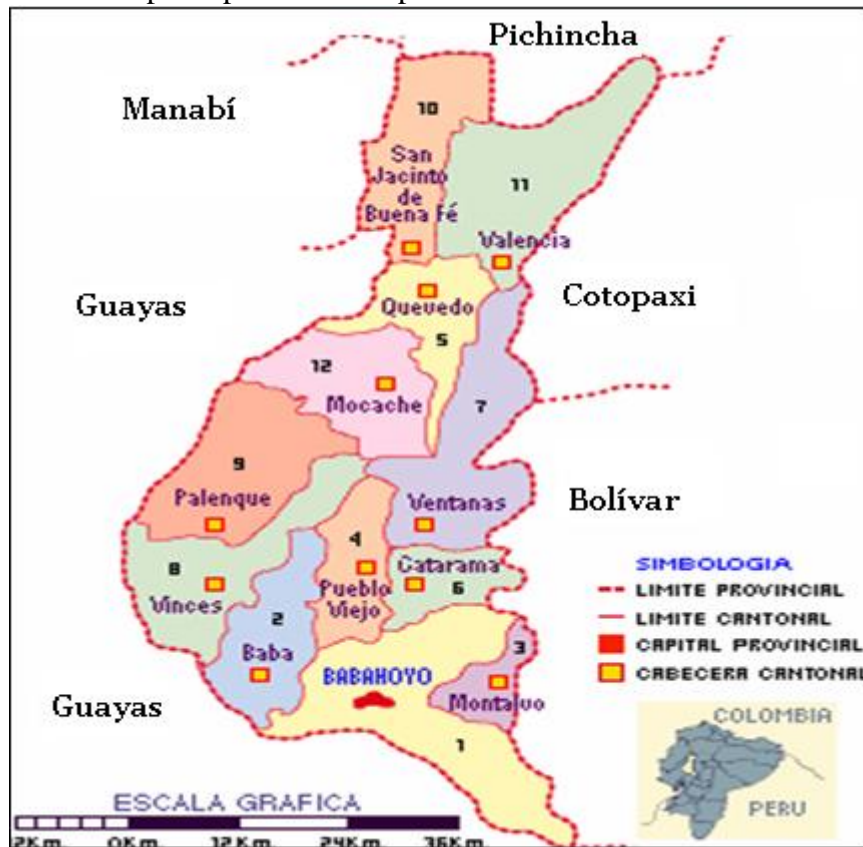 Pichincha
Manabí
10
San
Jacinto
de
Buena Fé
11
Valencia
Guayas
Quevedo
Cotopaxi
5
12
Mocache
7
9
Palenque
Ventanas
Bolívar
4
Catarama
8
Pueblo
Viejo
6
Vinces
2
3
Baba
BABAHOYO
Montalvo
Guayas
1
SIMBOLOGIA
LIMITE PROVINCIAL
LIMITE CANTONAL
CAPITAL PROVINCIAL
CABECERA CANTONAL
COLOMBIA
PERU
ESCALA GRAFICA
12Km. 0Km. 12Km. 24Km. 36Km.